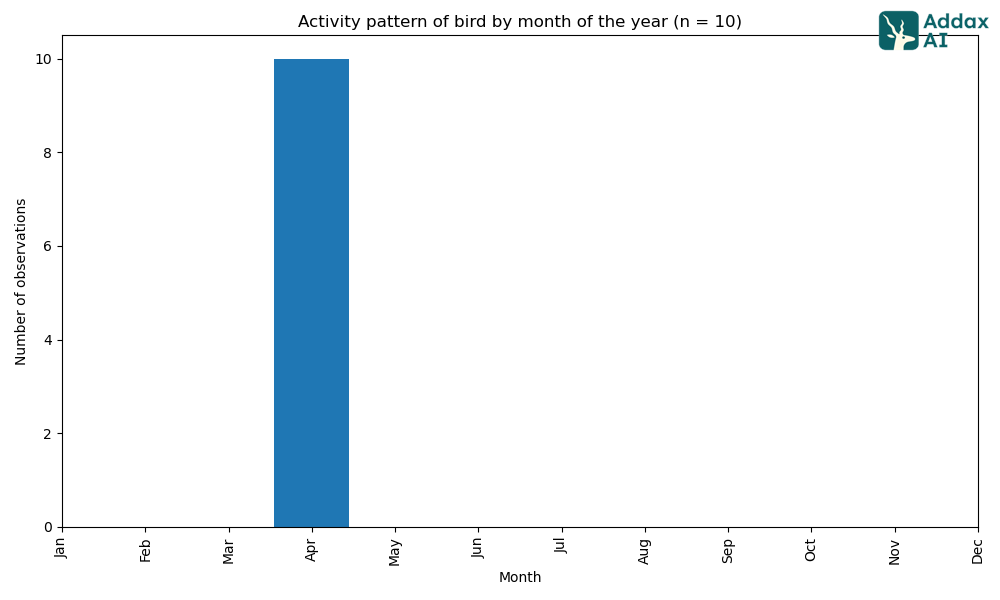 Activity pattern of bird by month of the year (n = 10)
Addax
AI
Number of observations
10
8
6
4
2
0
Jan
Feb
Mar
Apr
May
Jun
Jul
Aug
Sep
Oct
Nov
Dec
Month